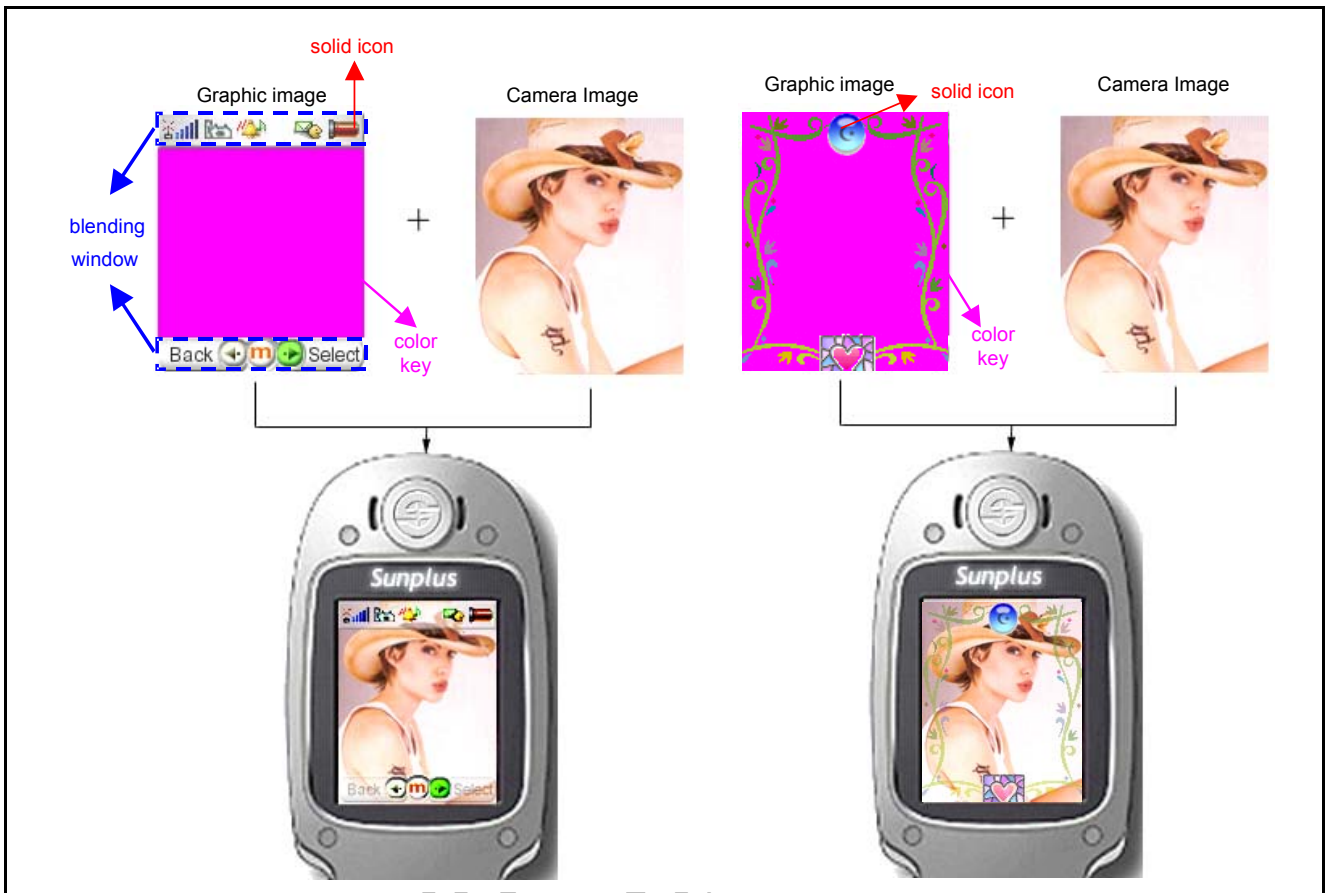 solid icon
Graphic image
Camera Image
blending
window
Back m Select
color
key
Graphic image
solid icon
Camera Image
color
key
+
+
Sunplus
Back m Select
Sunplus